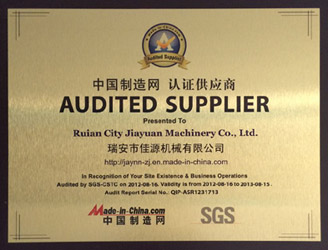 Audited Supplier
中国制造网 认证供应商
AUDITED SUPPLIER
Presented To
Ruian City Jiayuan Machinery Co., Ltd.
瑞安市佳源机械有限公司
http://jaynn-zj.en.made-in-china.com
In Recognition of Your Site Existence & Business Operations
Audited by SGS-CSTC on 2012-08-16. Validity is from 2012-08-16 to 2013-08-15.
Audit Report Serial No.: QIP-ASR1231713
Made-in-China.com
中国制造网
SGS